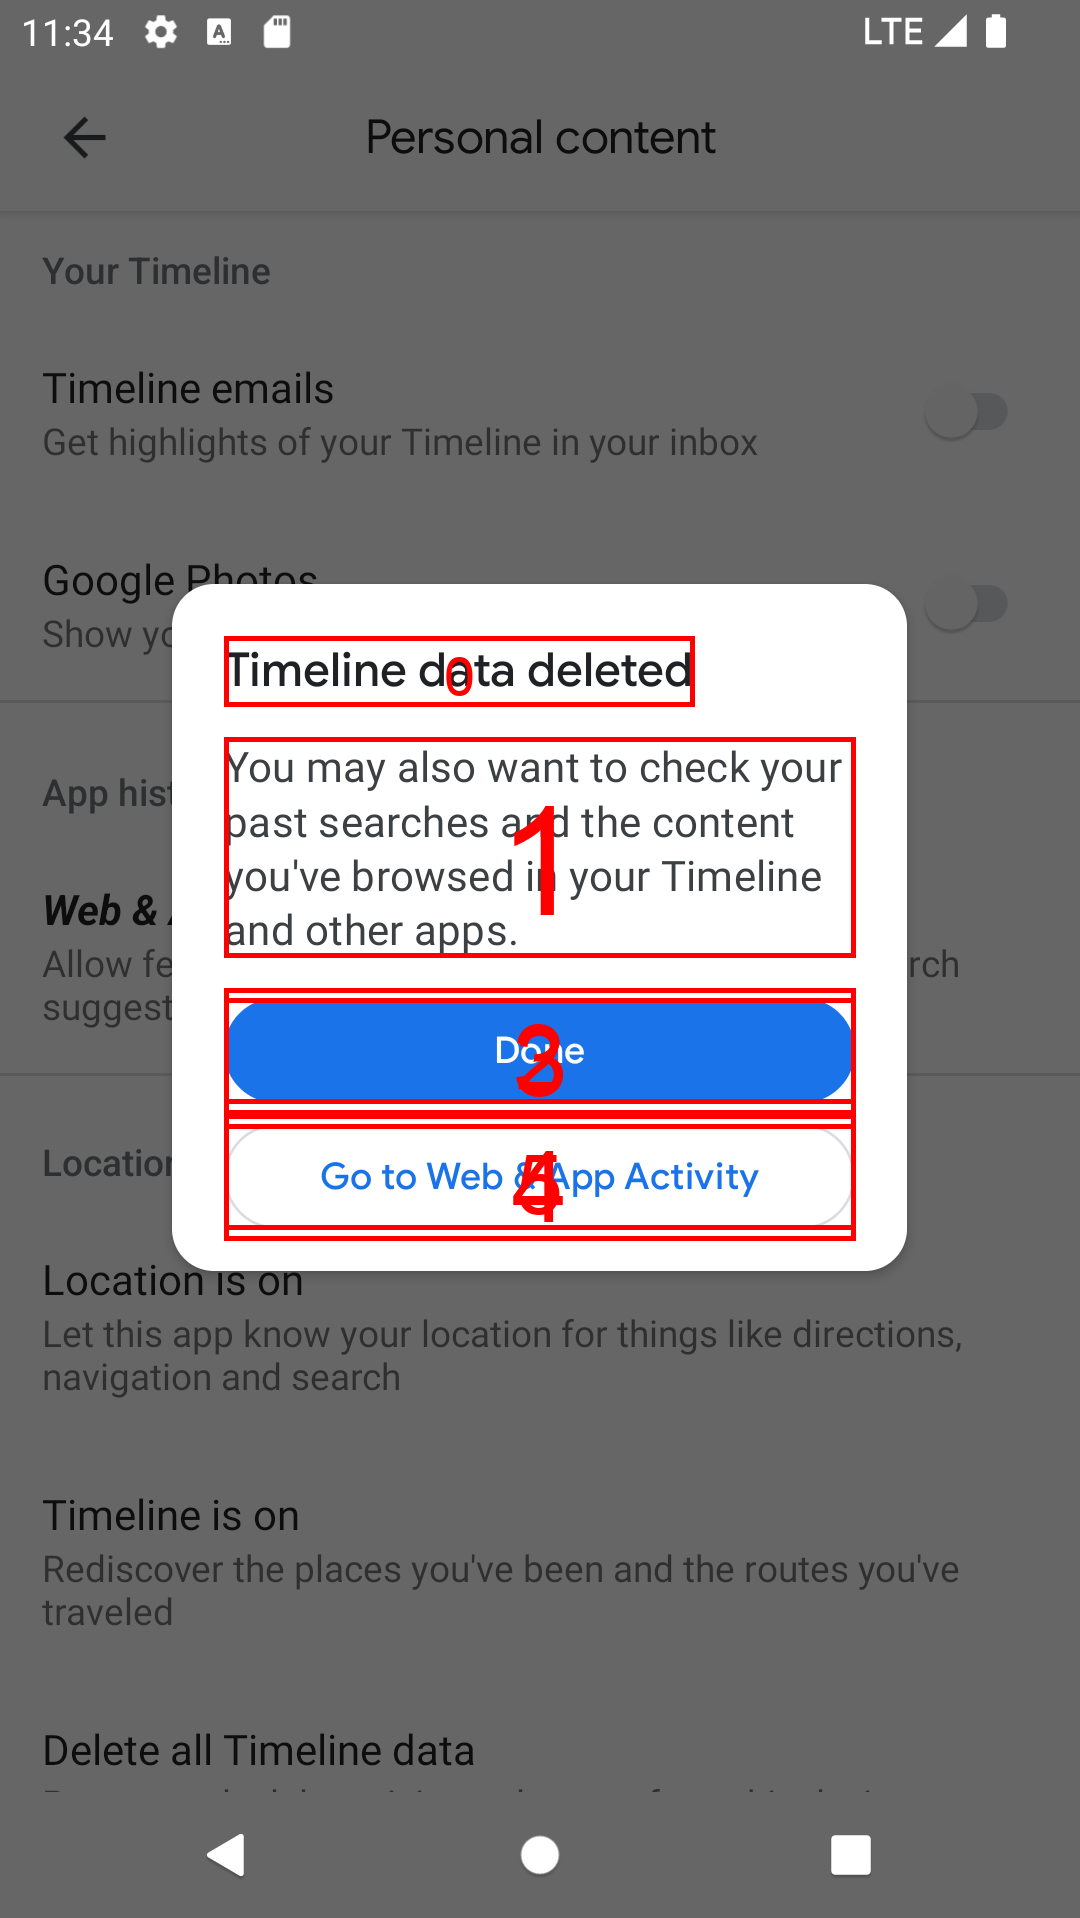 11:34 LTE
Personal content
Your Timeline
Timeline emails
Get highlights of your Timeline in your inbox
Google Photos
Show yo
Timeline data deleted
0
You may also want to check your
past searches and the content
you've browsed in your Timeline
and other apps.
1
App hist
Web &
Allow fe rch
suggest
Done
3
2
Go to Web & App Activity
5
4
Location
Location is on
Let this app know your location for things like directions,
navigation and search
Timeline is on
Rediscover the places you've been and the routes you've
traveled
Delete all Timeline data